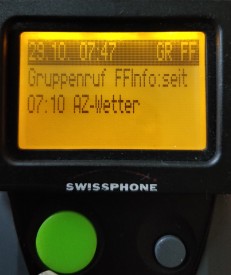 29.10. 07:47 GR FF
Gruppenruf FFInfo:seit
07:10 AZ-Wetter
SWISSPHONE